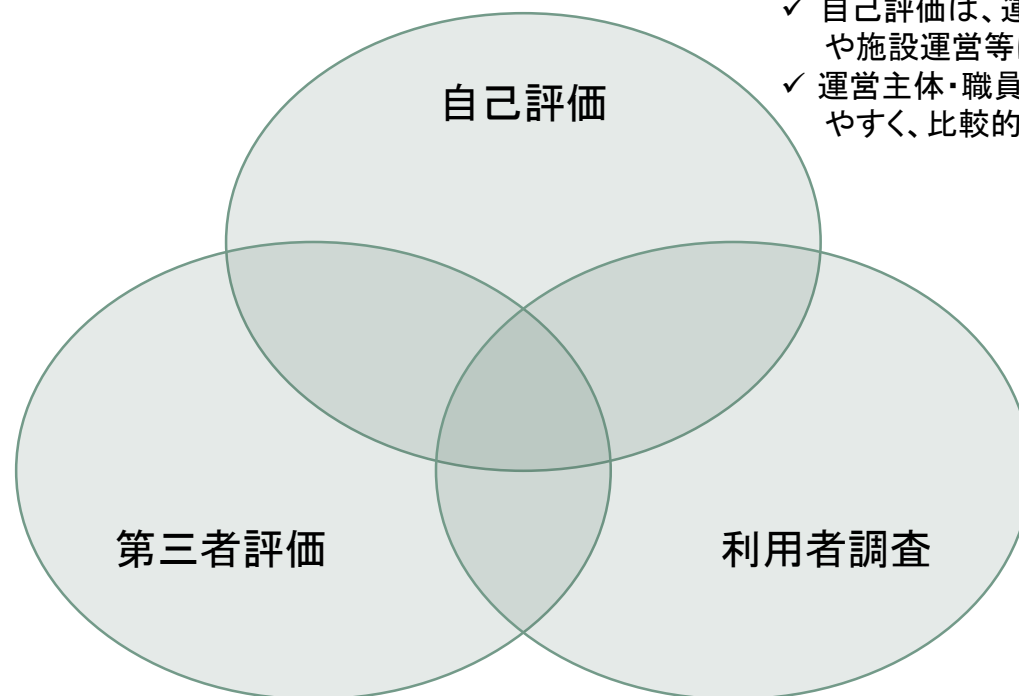 ✓ 自己評価は、運
や施設運営等
✓ 運営主体・職員
やすく、比較的
自己評価
第三者評価
利用者調査